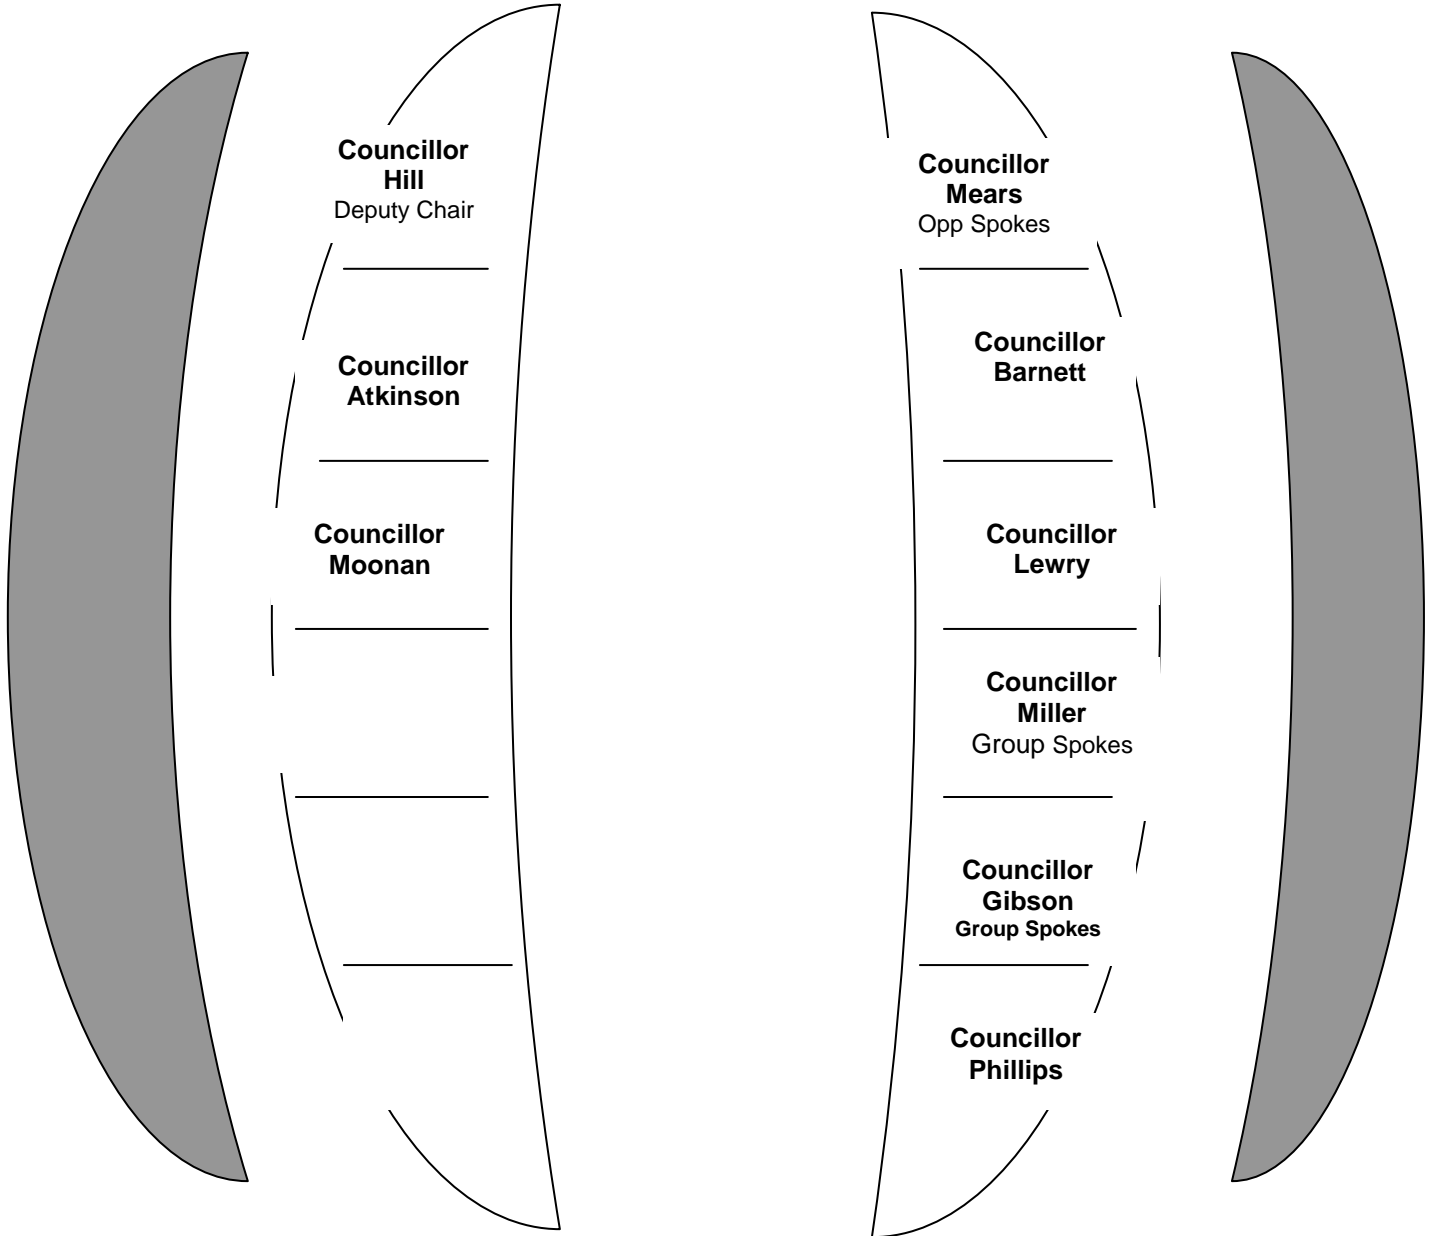 Councillor
Hill
Deputy Chair
Councillor
Atkinson
Councillor
Moonan
Councillor
Mears
Opp Spokes
Councillor
Barnett
Councillor
Lewry
Councillor
Miller
Group Spokes
Councillor
Gibson
Group Spokes
Councillor
Phillips